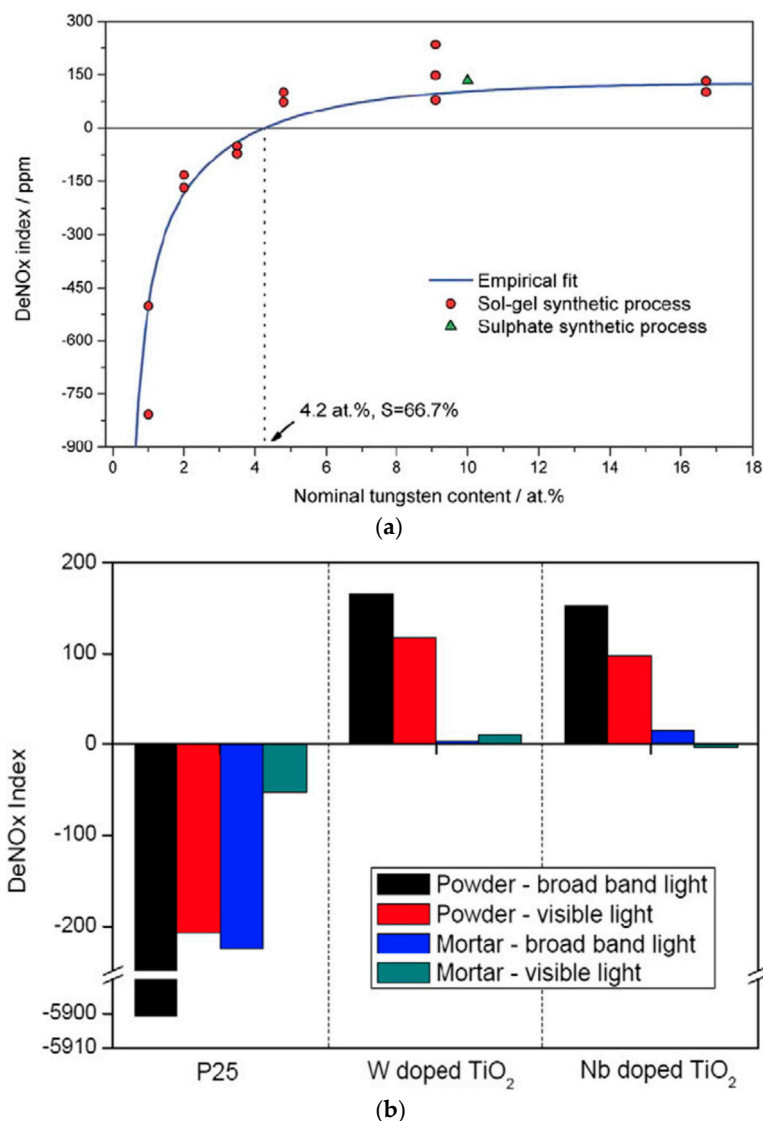 300
150
0
-150
-300
-450
-600
-750
-900
DeNOx index / ppm
Empirical fit
Sol-gel synthetic process
Sulphate synthetic process
4.2 at.%, S=66.7%
0 2 4 6 8 10 12 14 16 18
Nominal tungsten content / at.%
(a)
200
100
0
-100
-200
-5900
-5910
DeNOx Index
Powder - broad band light
Powder - visible light
Mortar - broad band light
Mortar - visible light
P25 W doped TiO₂ Nb doped TiO₂
(b)